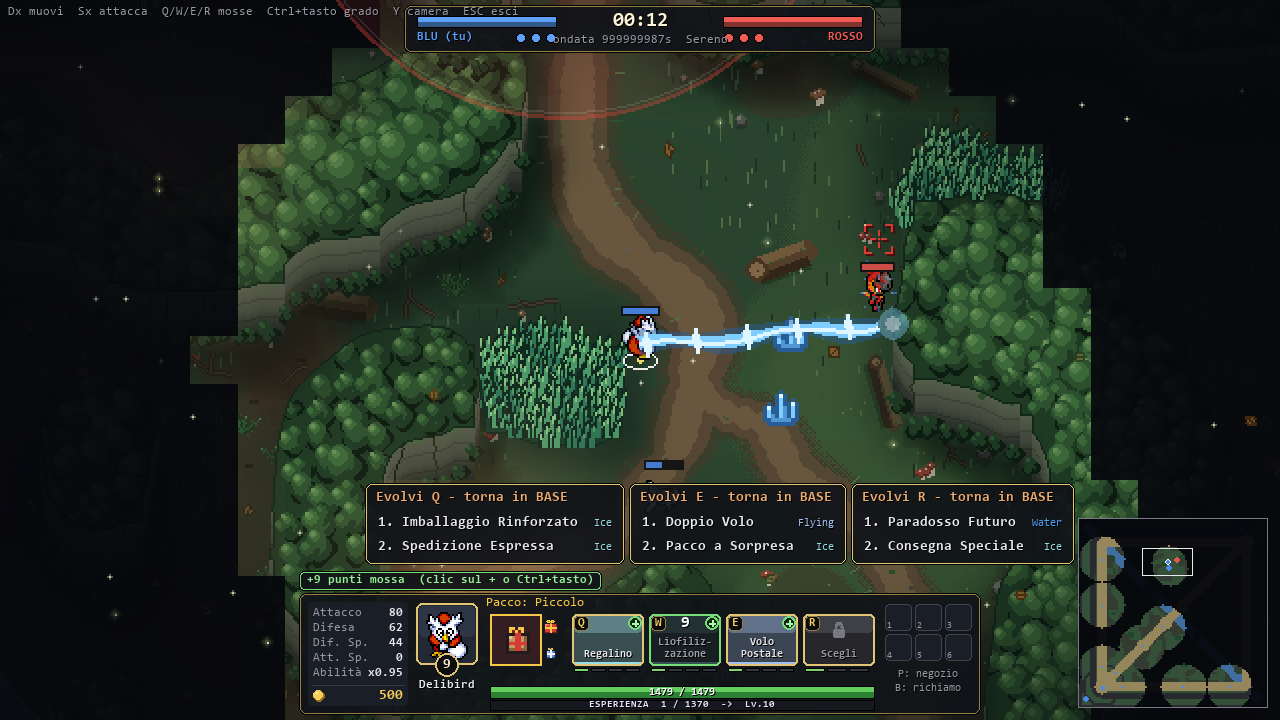 Dx muovi  Sx attacca  Q/W/E/R mosse  Ctrl+tasto grado  Y camera  ESC esci
00:12
BLU (tu)
ROSSO
ondata 999999987s  Sereno
Evolvi Q - torna in BASE
1. Imballaggio Rinforzato  Ice
2. Spedizione Espressa  Ice
Evolvi E - torna in BASE
1. Doppio Volo  Flying
2. Pacco a Sorpresa  Ice
Evolvi R - torna in BASE
1. Paradosso Futuro  Water
2. Consegna Speciale  Ice
+9 punti mossa  (clic sul + o Ctrl+tasto)
Attacco 80
Difesa 62
Dif. Sp. 44
Att. Sp. 0
Abilità x0.95
500
9
Delibird
Pacco: Piccolo
Q +
Regalino
W 9 +
Liofiliz-
zazione
E +
Volo
Postale
R
Scegli
1 2 3
4 5 6
P: negozio
B: richiamo
1479 / 1479
ESPERIENZA  1 / 1370  ->  Lv.10